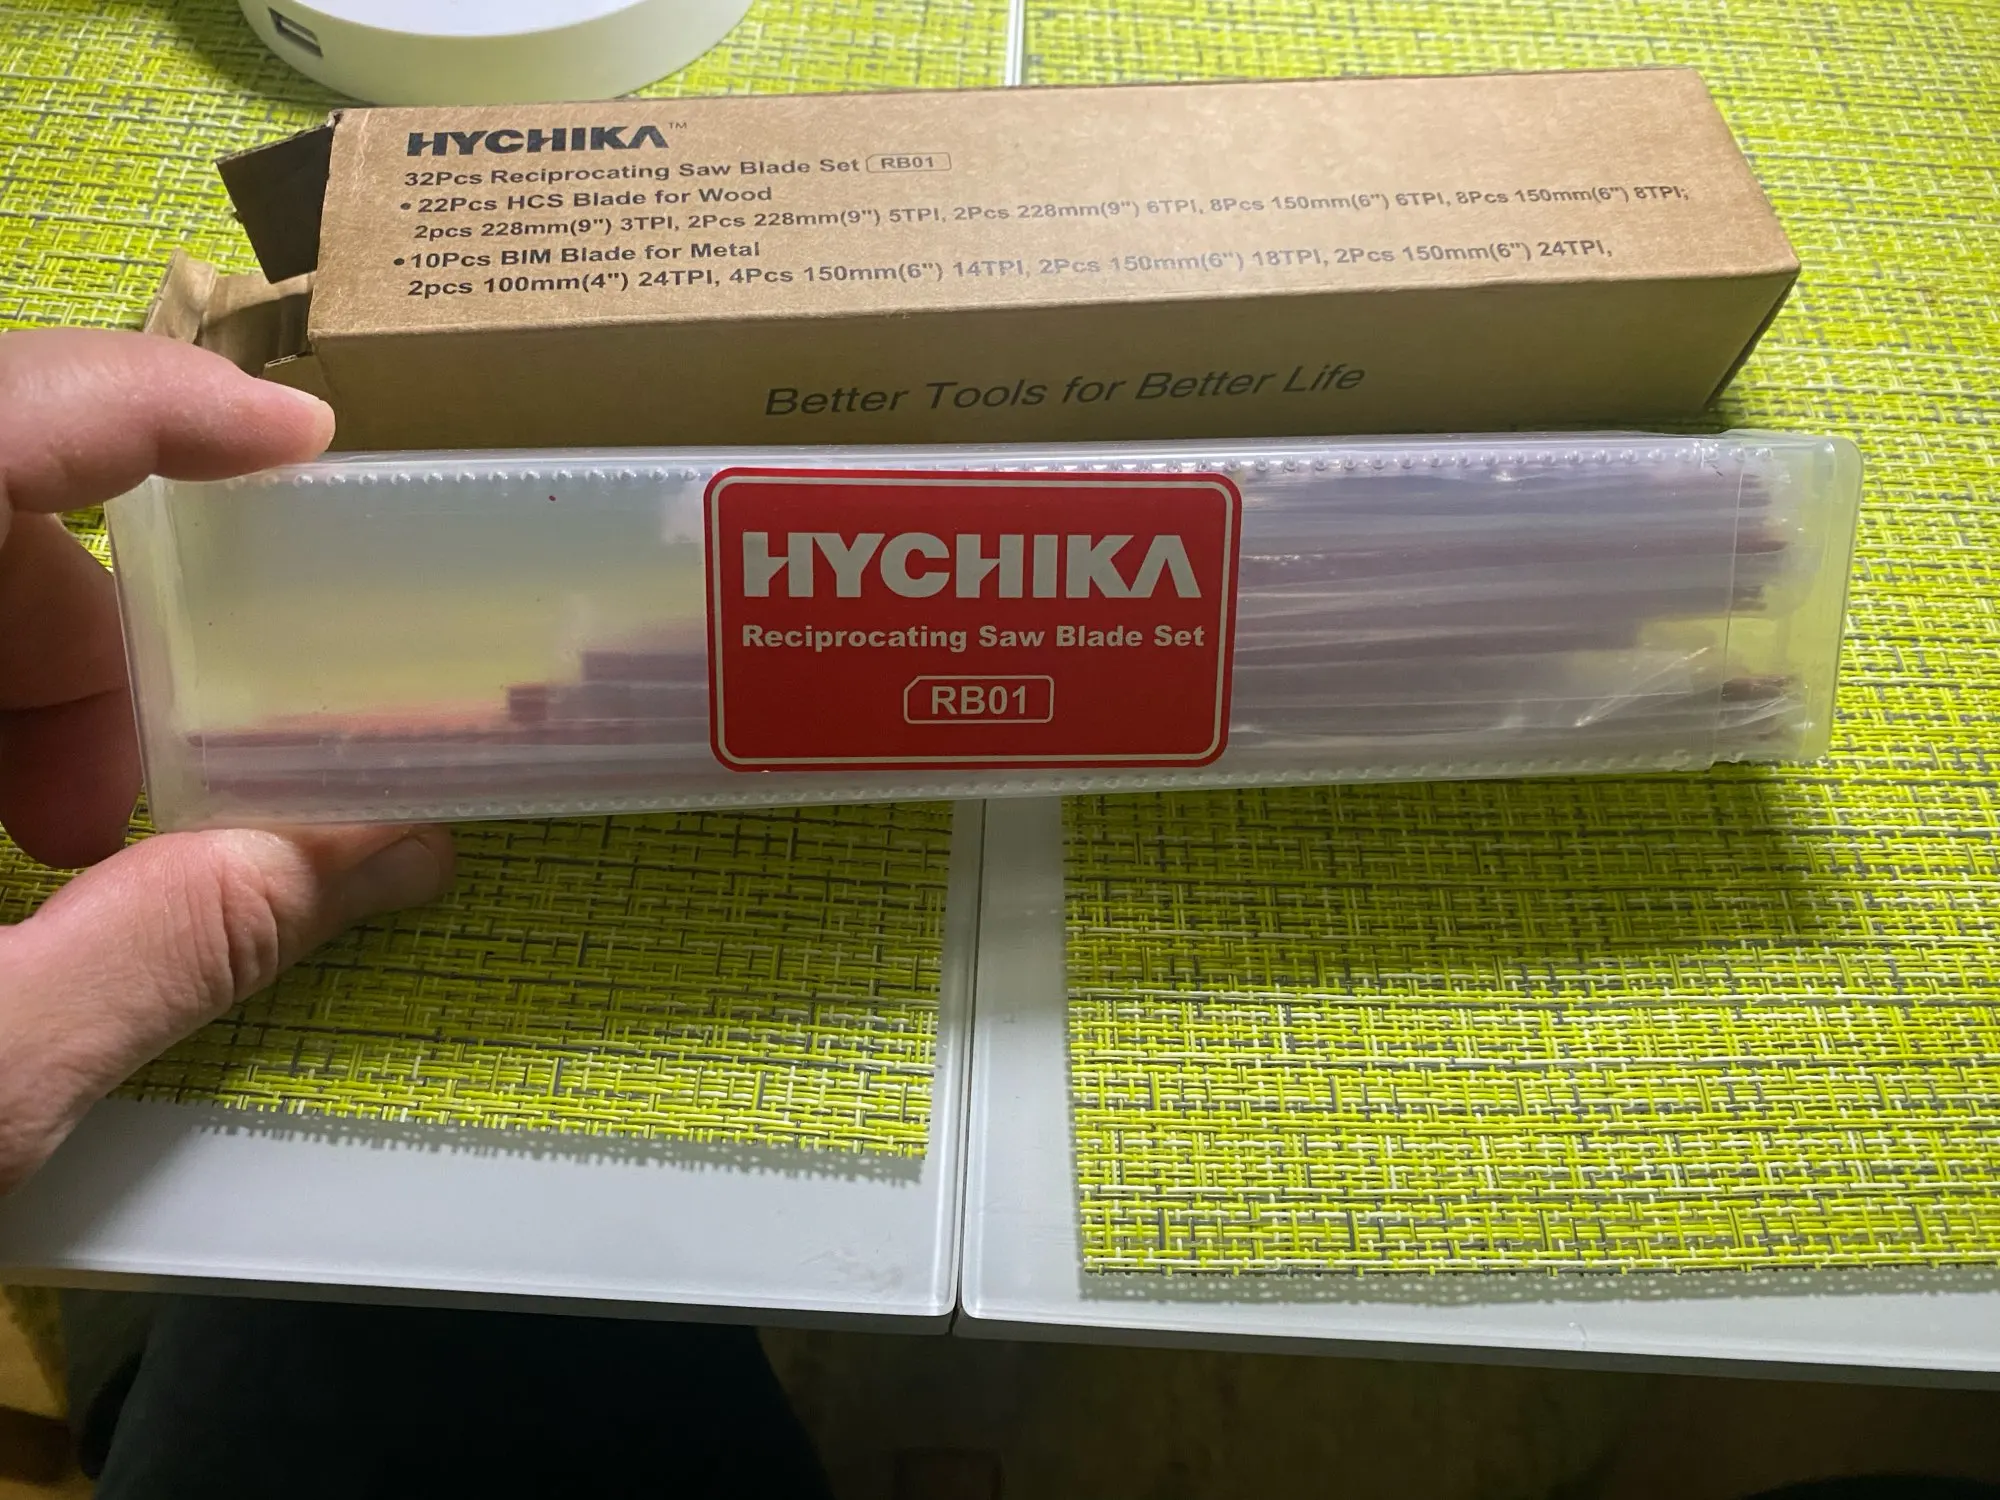 HYCHIKA™
32Pcs Reciprocating Saw Blade Set RB01
• 22Pcs HCS Blade for Wood
2pcs 228mm(9") 3TPI, 2Pcs 228mm(9") 5TPI, 2Pcs 228mm(9") 6TPI, 8Pcs 150mm(6") 6TPI, 8Pcs 150mm(6") 8TPI;
• 10Pcs BIM Blade for Metal
2pcs 100mm(4") 24TPI, 4Pcs 150mm(6") 14TPI, 2Pcs 150mm(6") 18TPI, 2Pcs 150mm(6") 24TPI,
Better Tools for Better Life
HYCHIKA
Reciprocating Saw Blade Set
RB01